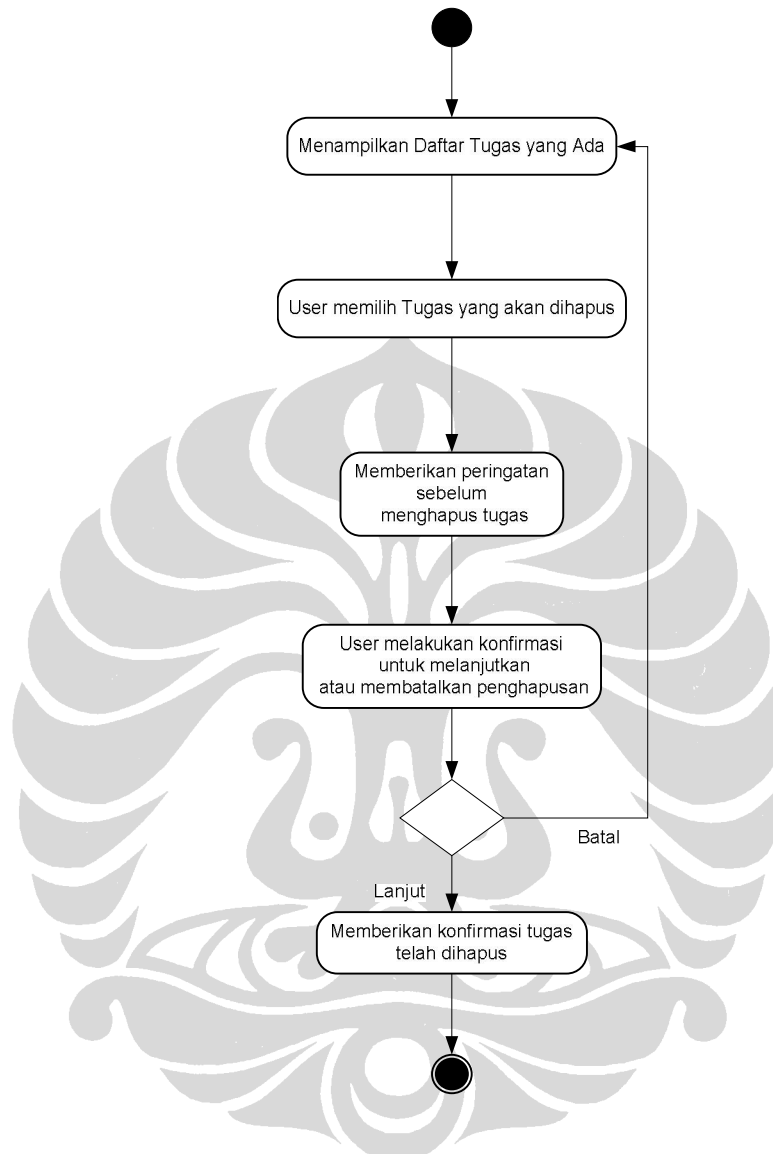 Menampilkan Daftar Tugas yang Ada
User memilih Tugas yang akan dihapus
Memberikan peringatan
sebelum
menghapus tugas
User melakukan konfirmasi
untuk melanjutkan
atau membatalkan penghapusan
Batal
Lanjut
Memberikan konfirmasi tugas
telah dihapus